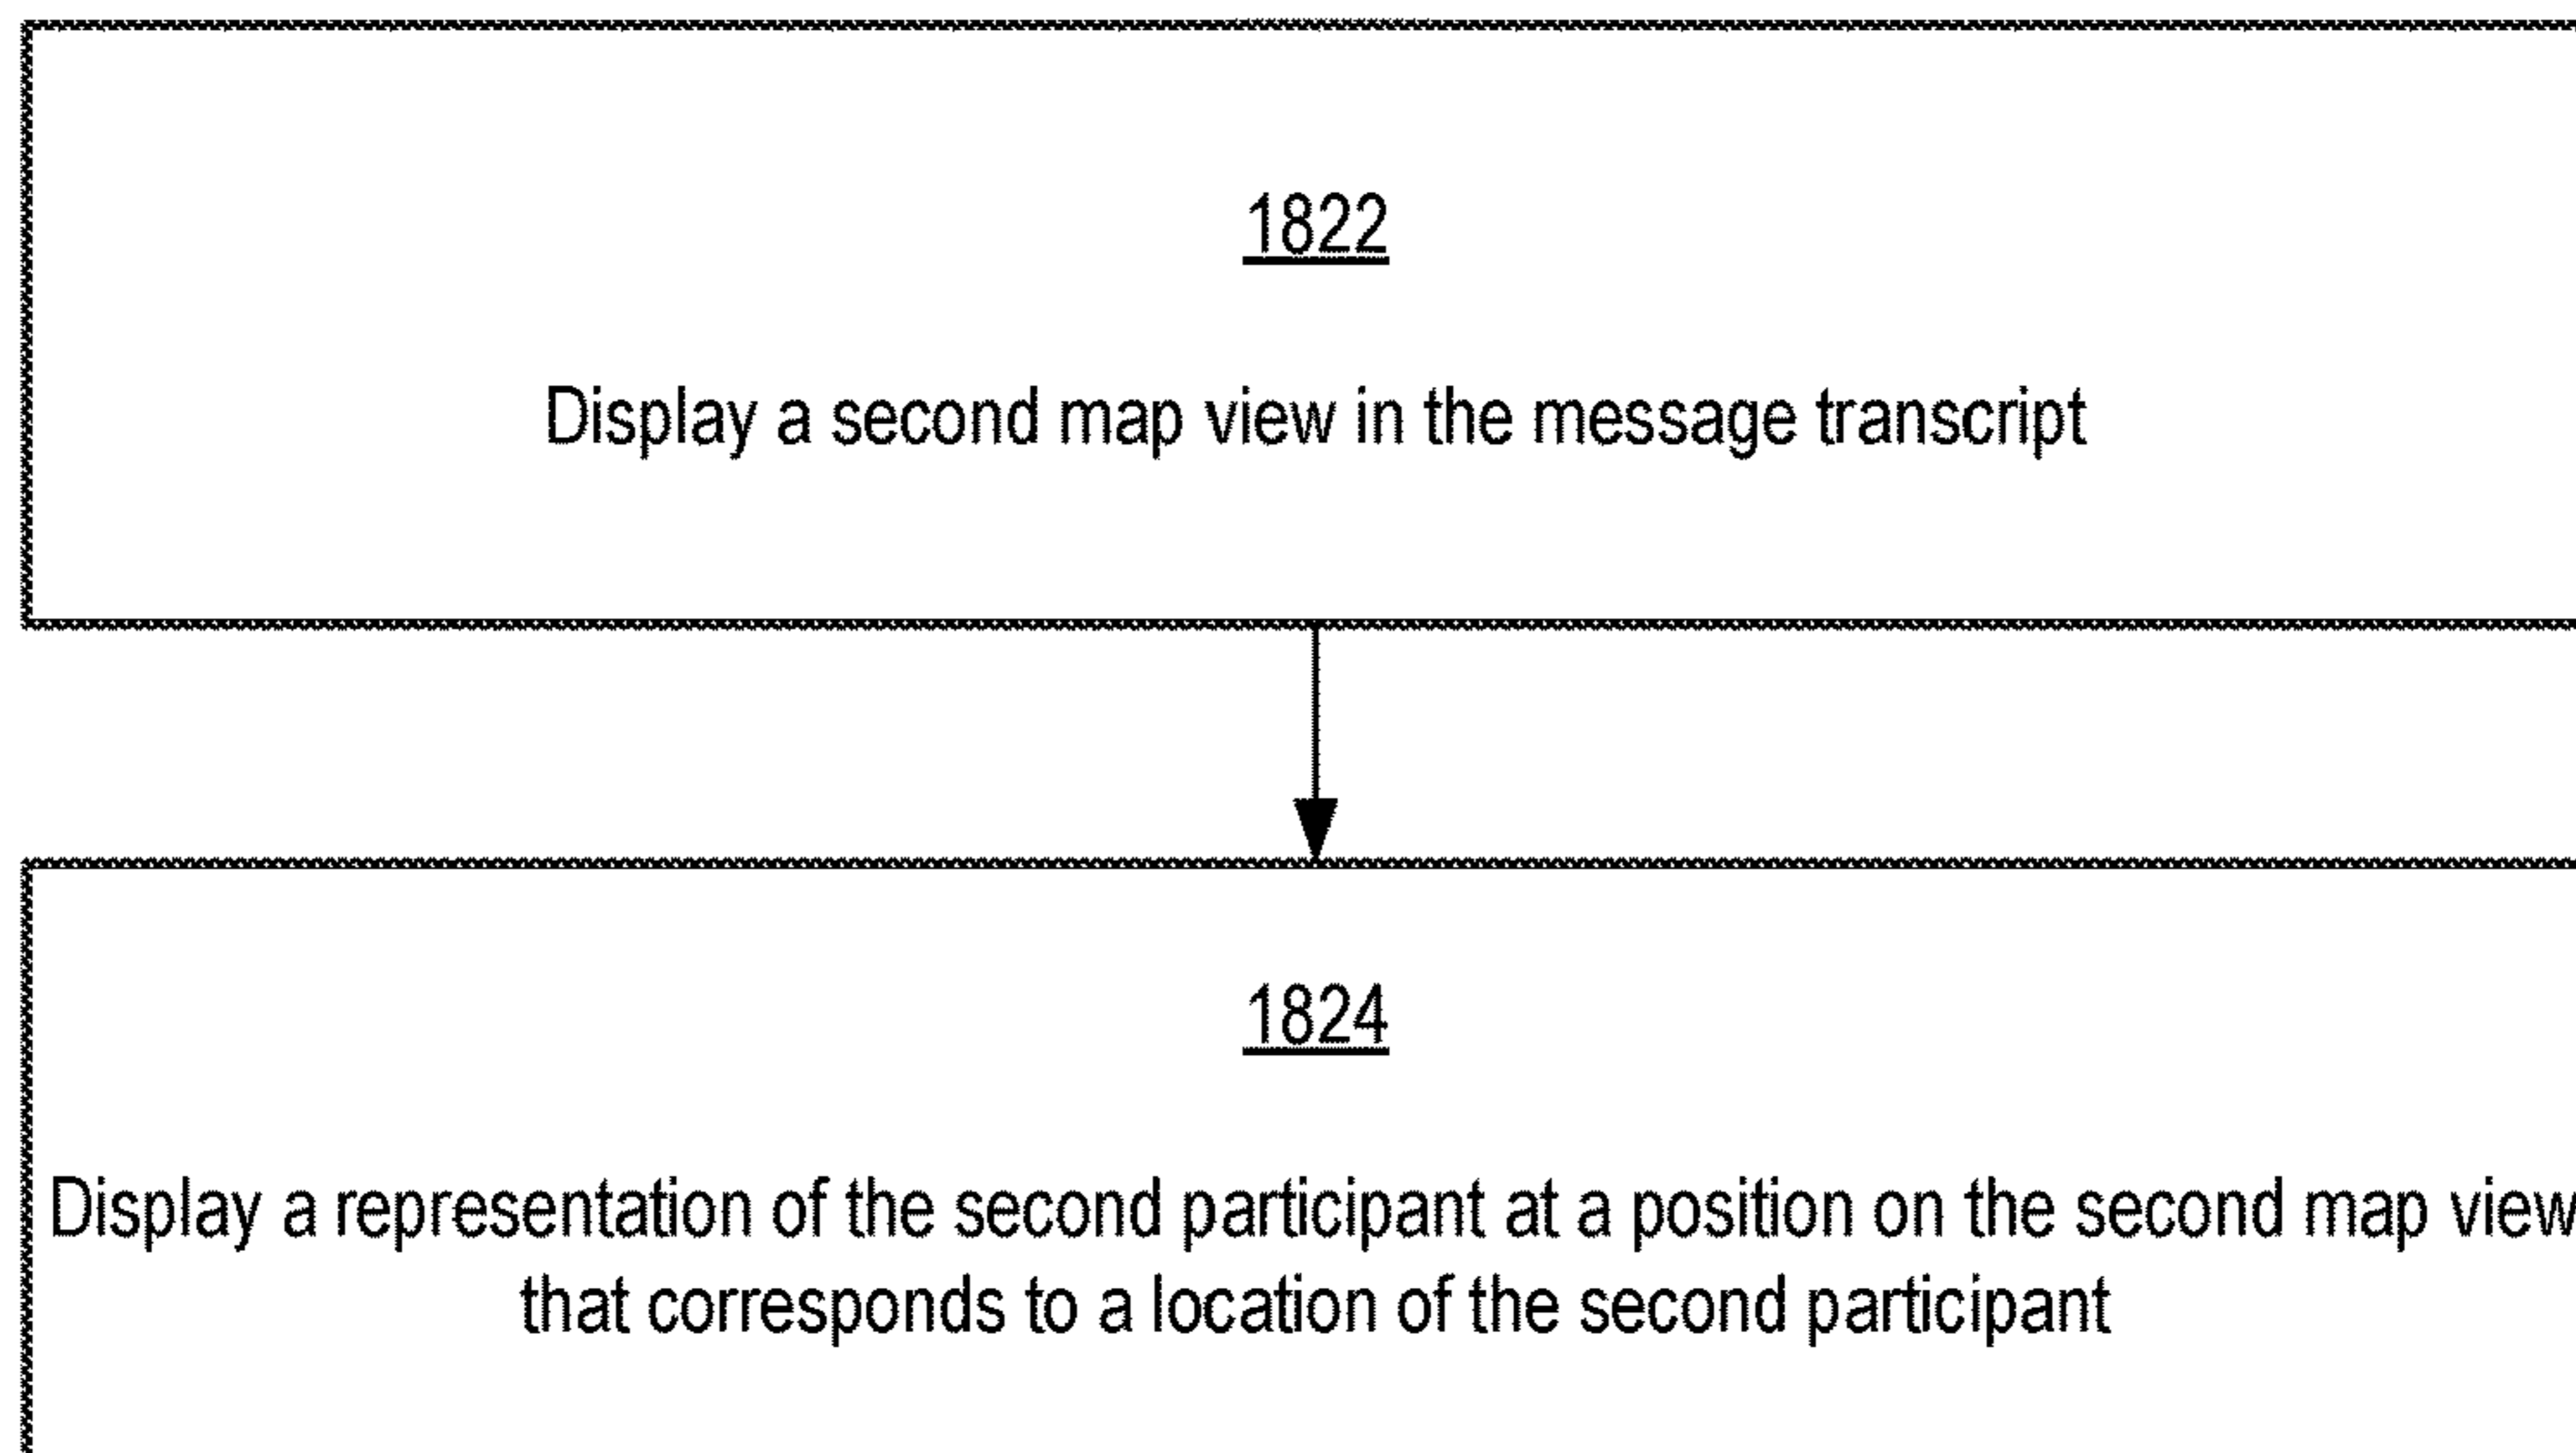 1822
Display a second map view in the message transcript
1824
Display a representation of the second participant at a position on the second map view
that corresponds to a location of the second participant